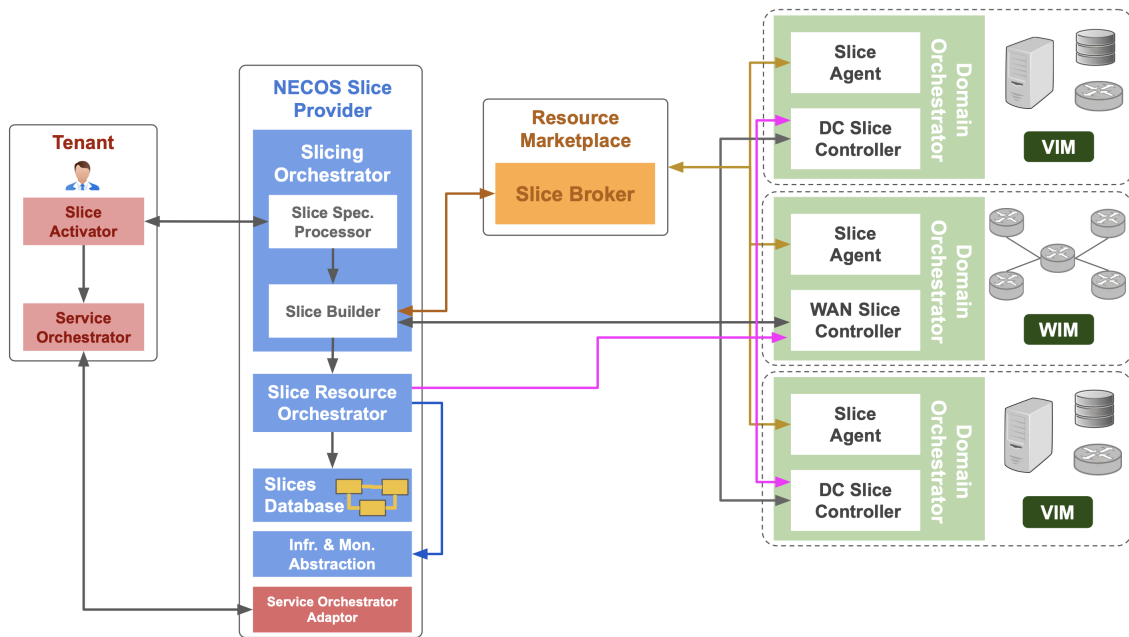 Tenant
Slice
Activator
Service
Orchestrator
NECOS Slice
Provider
Slicing
Orchestrator
Slice Spec.
Processor
Slice Builder
Slice Resource
Orchestrator
Slices
Database
Infr. & Mon.
Abstraction
Service Orchestrator
Adaptor
Resource
Marketplace
Slice Broker
Slice
Agent
DC Slice
Controller
Domain
Orchestrator
VIM
Slice
Agent
WAN Slice
Controller
Domain
Orchestrator
WIM
Slice
Agent
DC Slice
Controller
Domain
Orchestrator
VIM